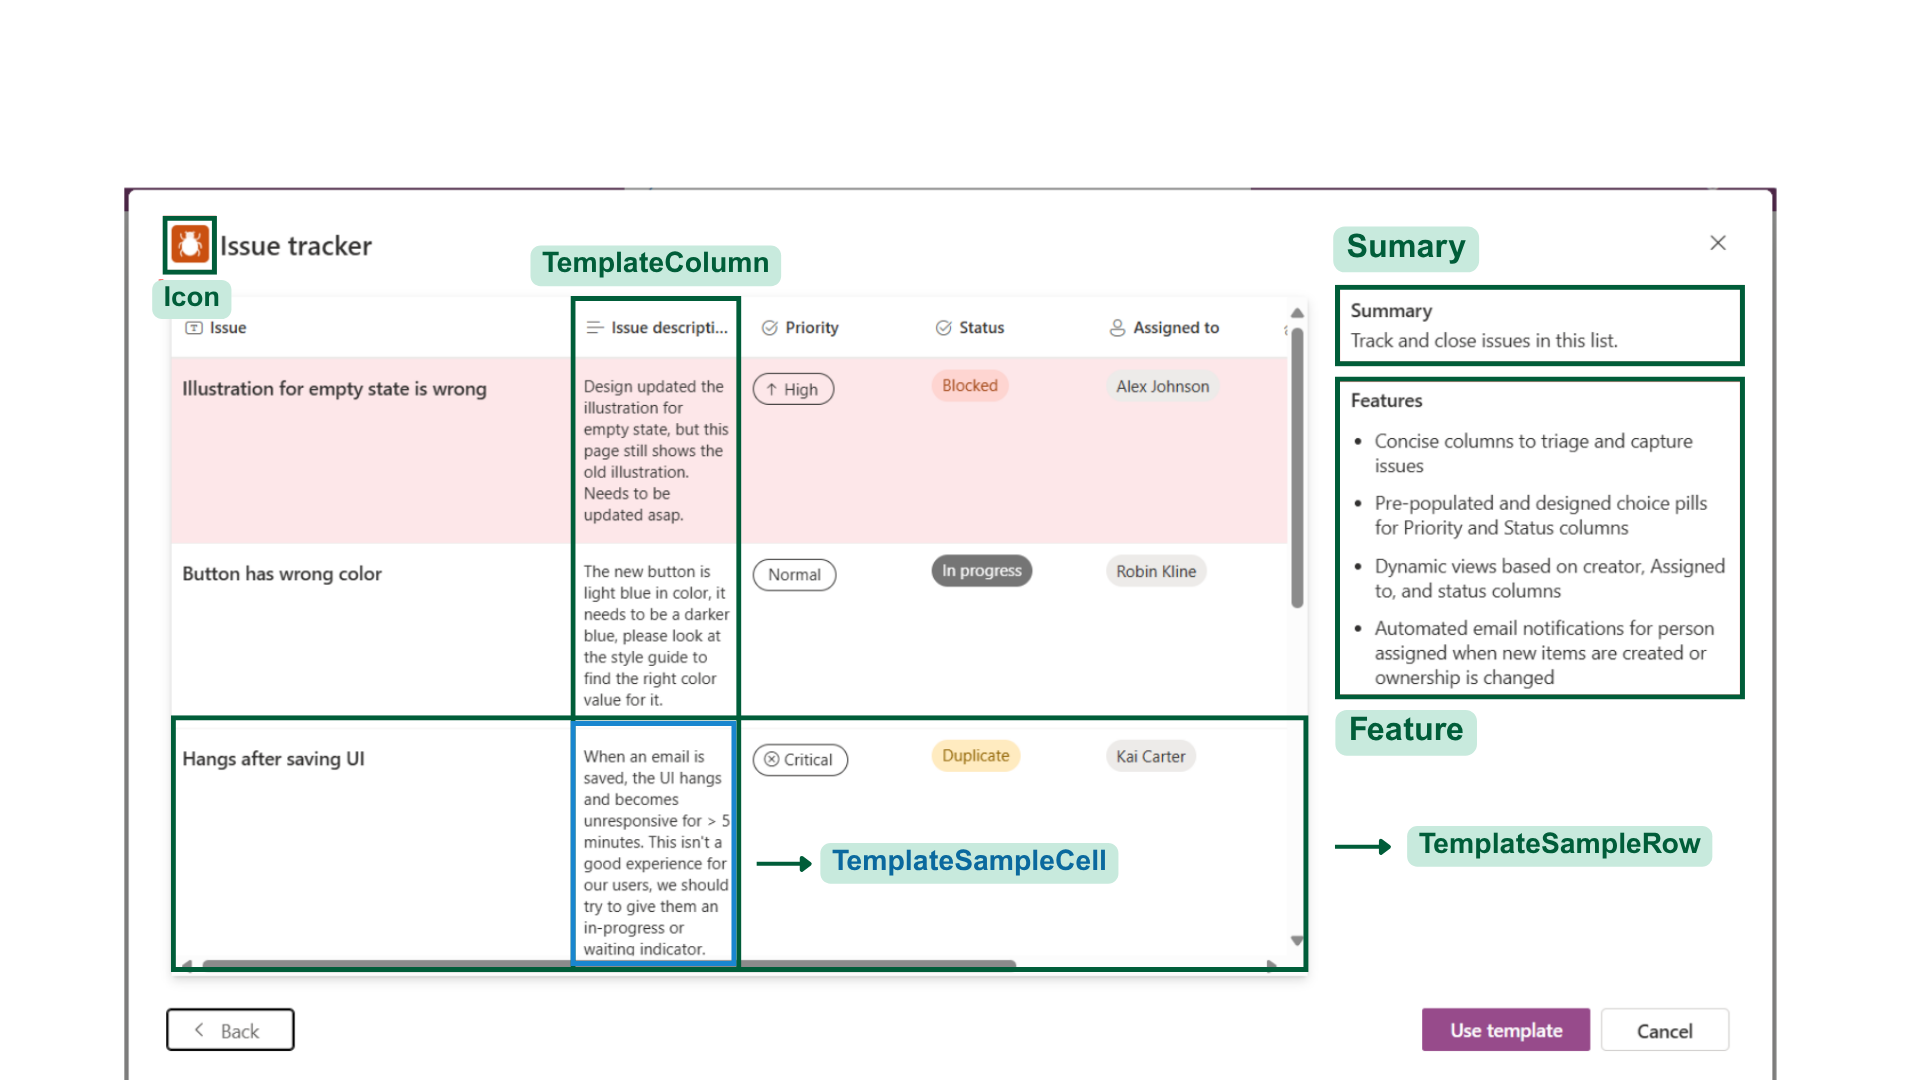 Issue tracker
Icon
TemplateColumn
Sumary
Issue
Issue descripti...
Priority
Status
Assigned to
Illustration for empty state is wrong
Design updated the
illustration for
empty state, but this
page still shows the
old illustration.
Needs to be
updated asap.
High
Blocked
Alex Johnson
Button has wrong color
The new button is
light blue in color, it
needs to be a darker
blue, please look at
the style guide to
find the right color
value for it.
Normal
In progress
Robin Kline
Hangs after saving UI
When an email is
saved, the UI hangs
and becomes
unresponsive for > 5
minutes. This isn't a
good experience for
our users, we should
try to give them an
in-progress or
waiting indicator.
Critical
Duplicate
Kai Carter
TemplateSampleCell
Summary
Track and close issues in this list.
Features
• Concise columns to triage and capture
issues
• Pre-populated and designed choice pills
for Priority and Status columns
• Dynamic views based on creator, Assigned
to, and status columns
• Automated email notifications for person
assigned when new items are created or
ownership is changed
Feature
TemplateSampleRow
Back
Use template
Cancel